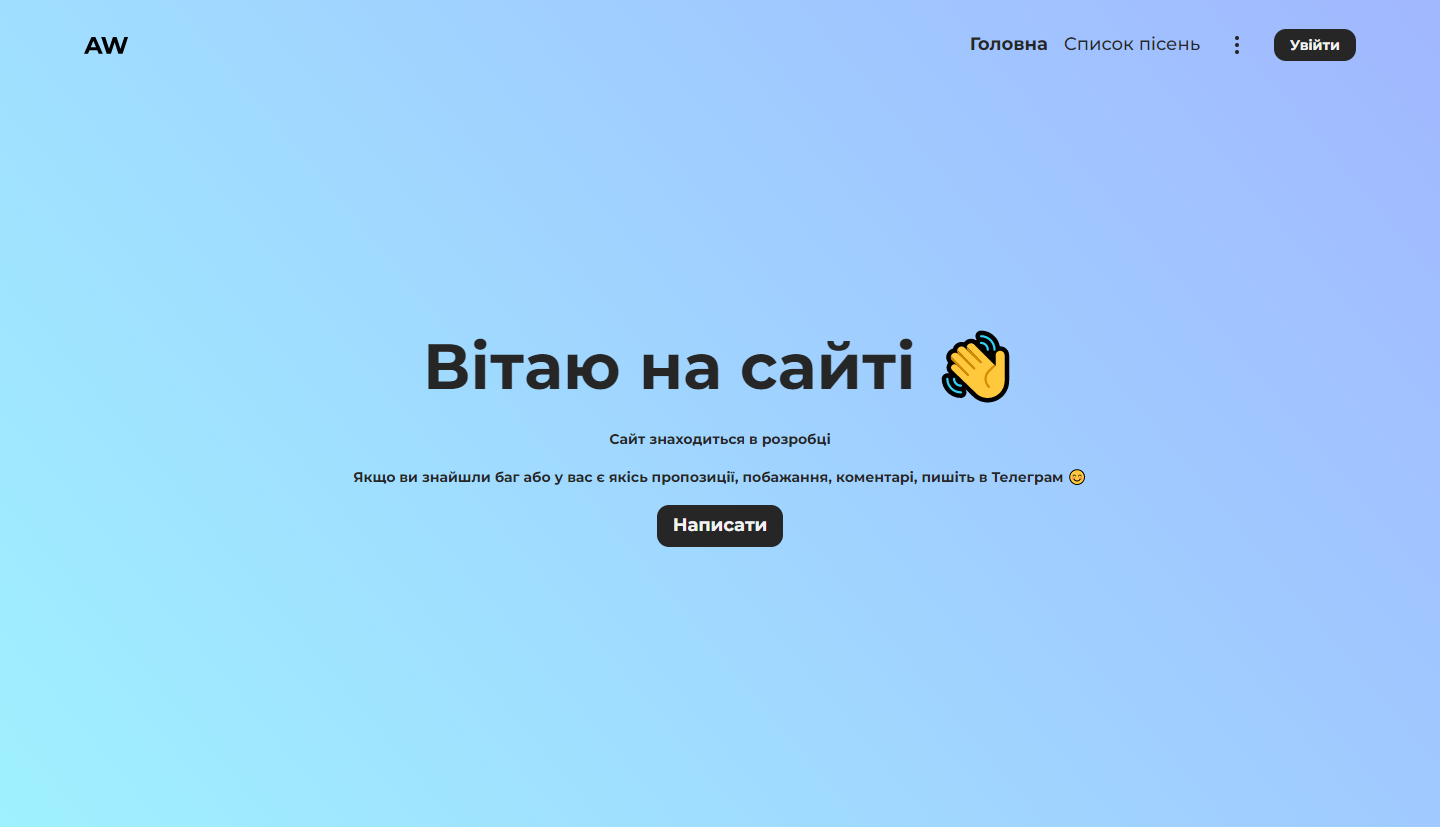 AW
Головна Список пісень Увійти
Вітаю на сайті 👋
Сайт знаходиться в розробці
Якщо ви знайшли баг або у вас є якісь пропозиції, побажання, коментарі, пишіть в Телеграм 😊
Написати